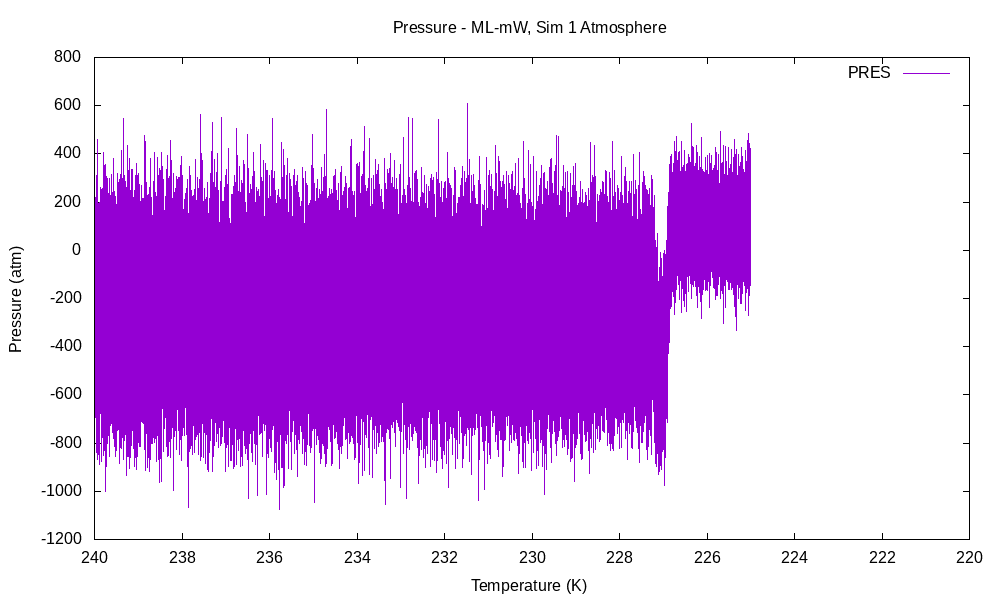 Pressure - ML-mW, Sim 1 Atmosphere
800
600
400
200
0
-200
-400
-600
-800
-1000
-1200
Pressure (atm)
PRES
240 238 236 234 232 230 228 226 224 222 220
Temperature (K)